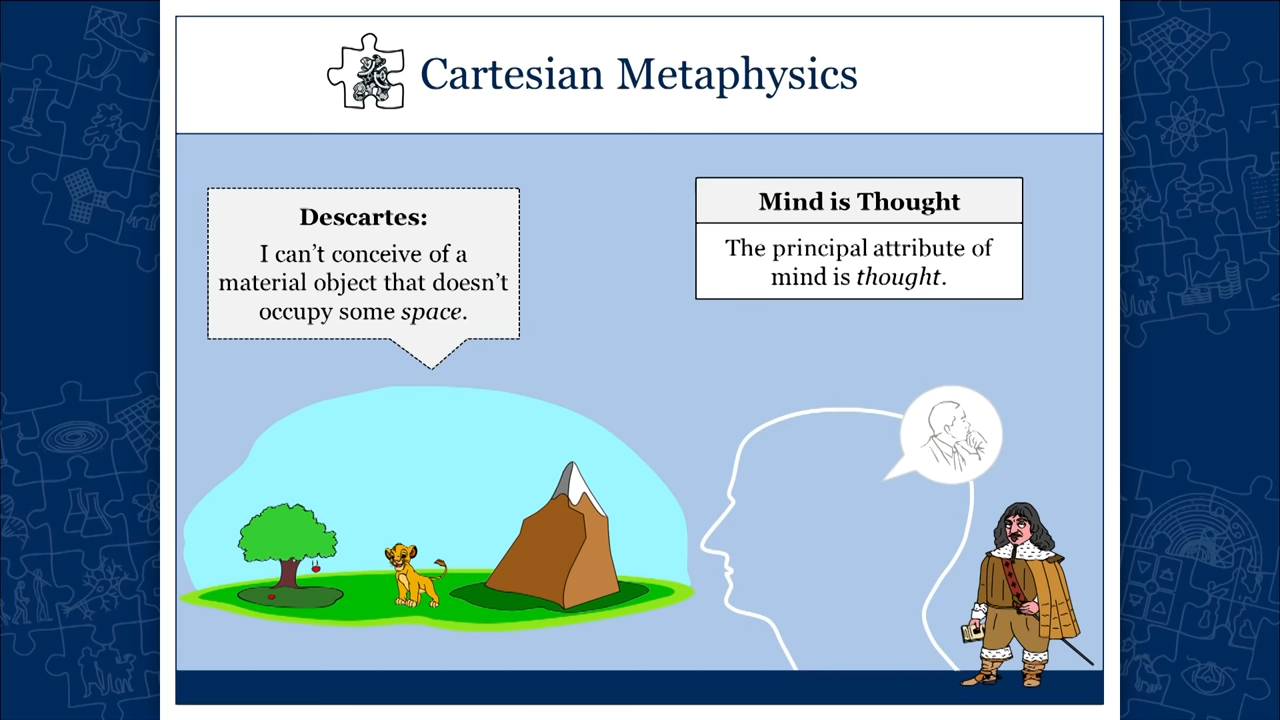 Cartesian Metaphysics
Descartes:
I can’t conceive of a
material object that doesn’t
occupy some space.
Mind is Thought
The principal attribute of
mind is thought.